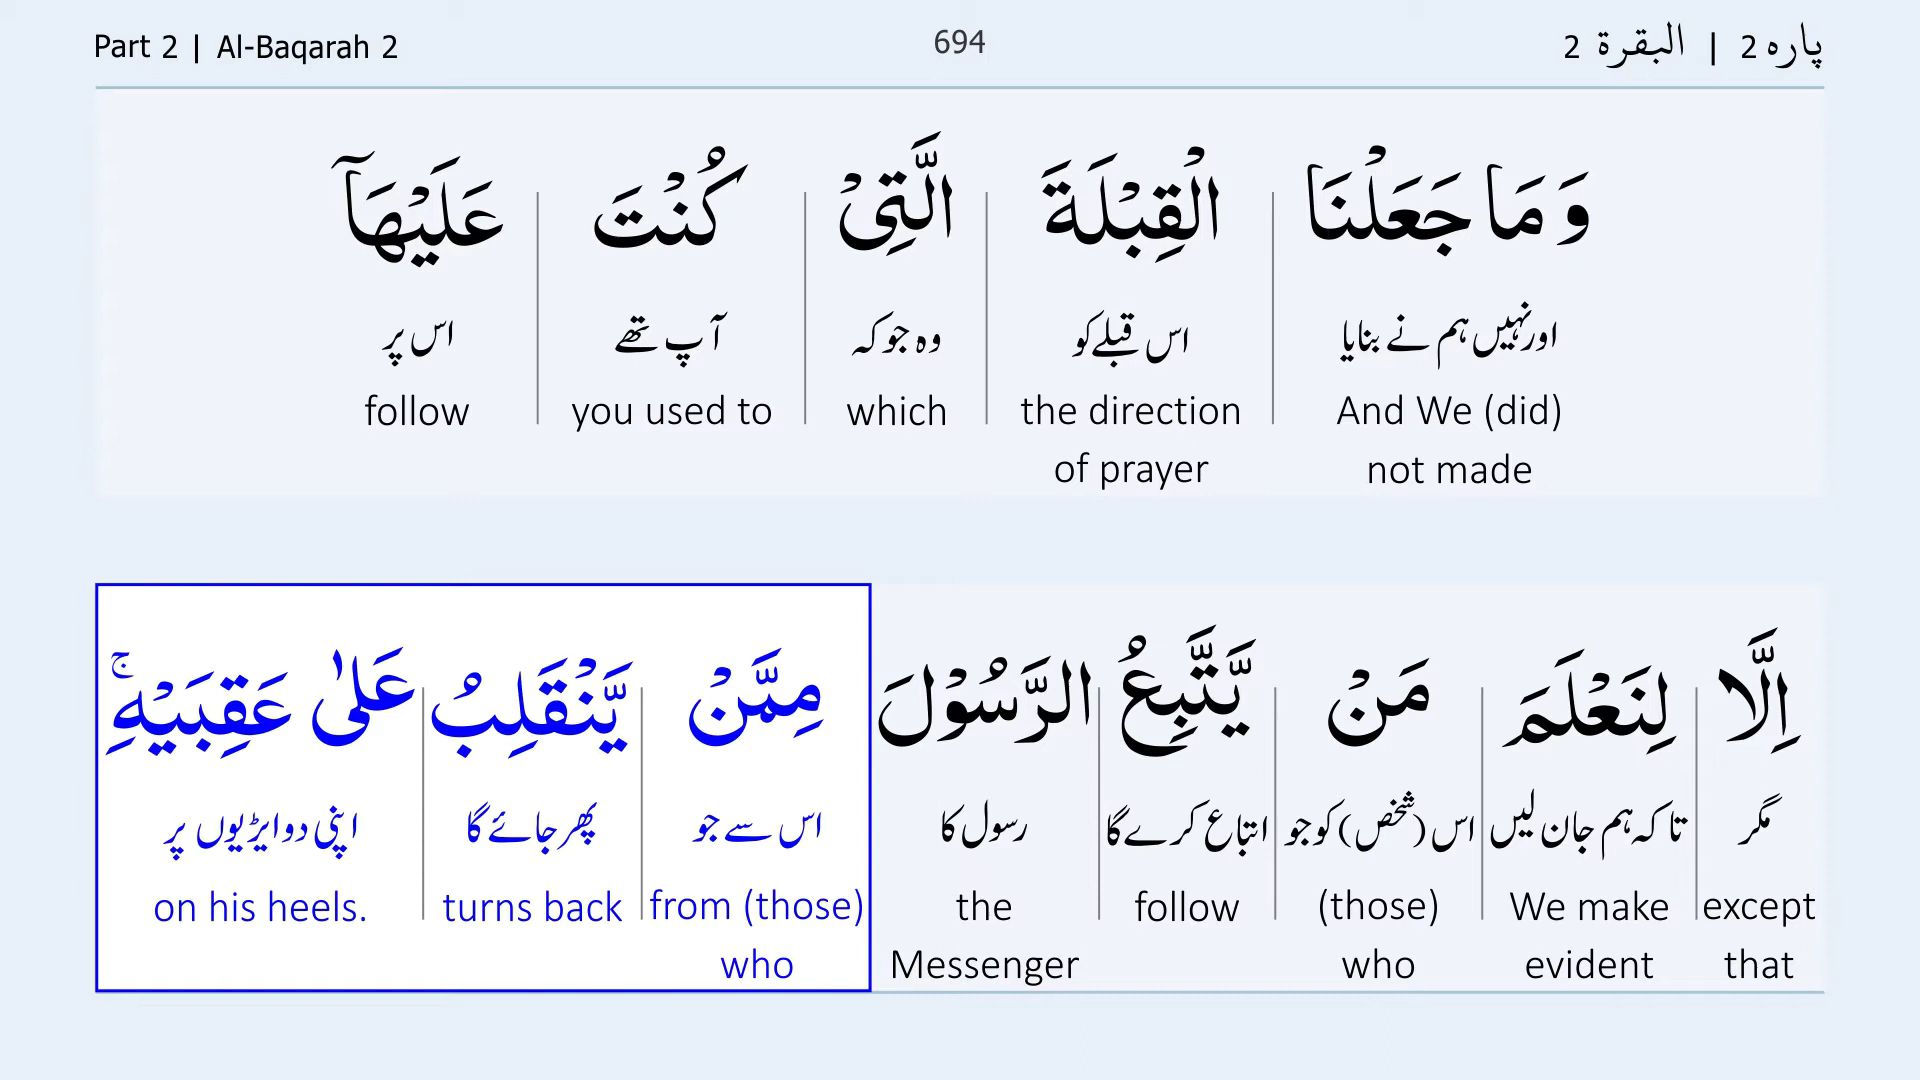 Part 2 | Al-Baqarah 2 694 پارہ 2 | البقرة 2
وَ مَا جَعَلْنَا الْقِبْلَةَ الَّتِیْ كُنْتَ عَلَیْهَاۤ
اور نہیں ہم نے بنایا اس قبلے کو وہ جو کہ آپ تھے اس پر
And We (did) the direction which you used to follow
not made of prayer
اِلَّا لِنَعْلَمَ مَنْ یَّتَّبِعُ الرَّسُوْلَ مِمَّنْ یَّنْقَلِبُ عَلٰى عَقِبَیْهِؕۚ
مگر تاکہ ہم جان لیں اس (شخص) کو جو اتباع کرے گا رسول کا اس سے جو پھر جائے گا اپنی دو ایڑیوں پر
except We make (those) follow the from (those) turns back on his heels.
that evident who Messenger who